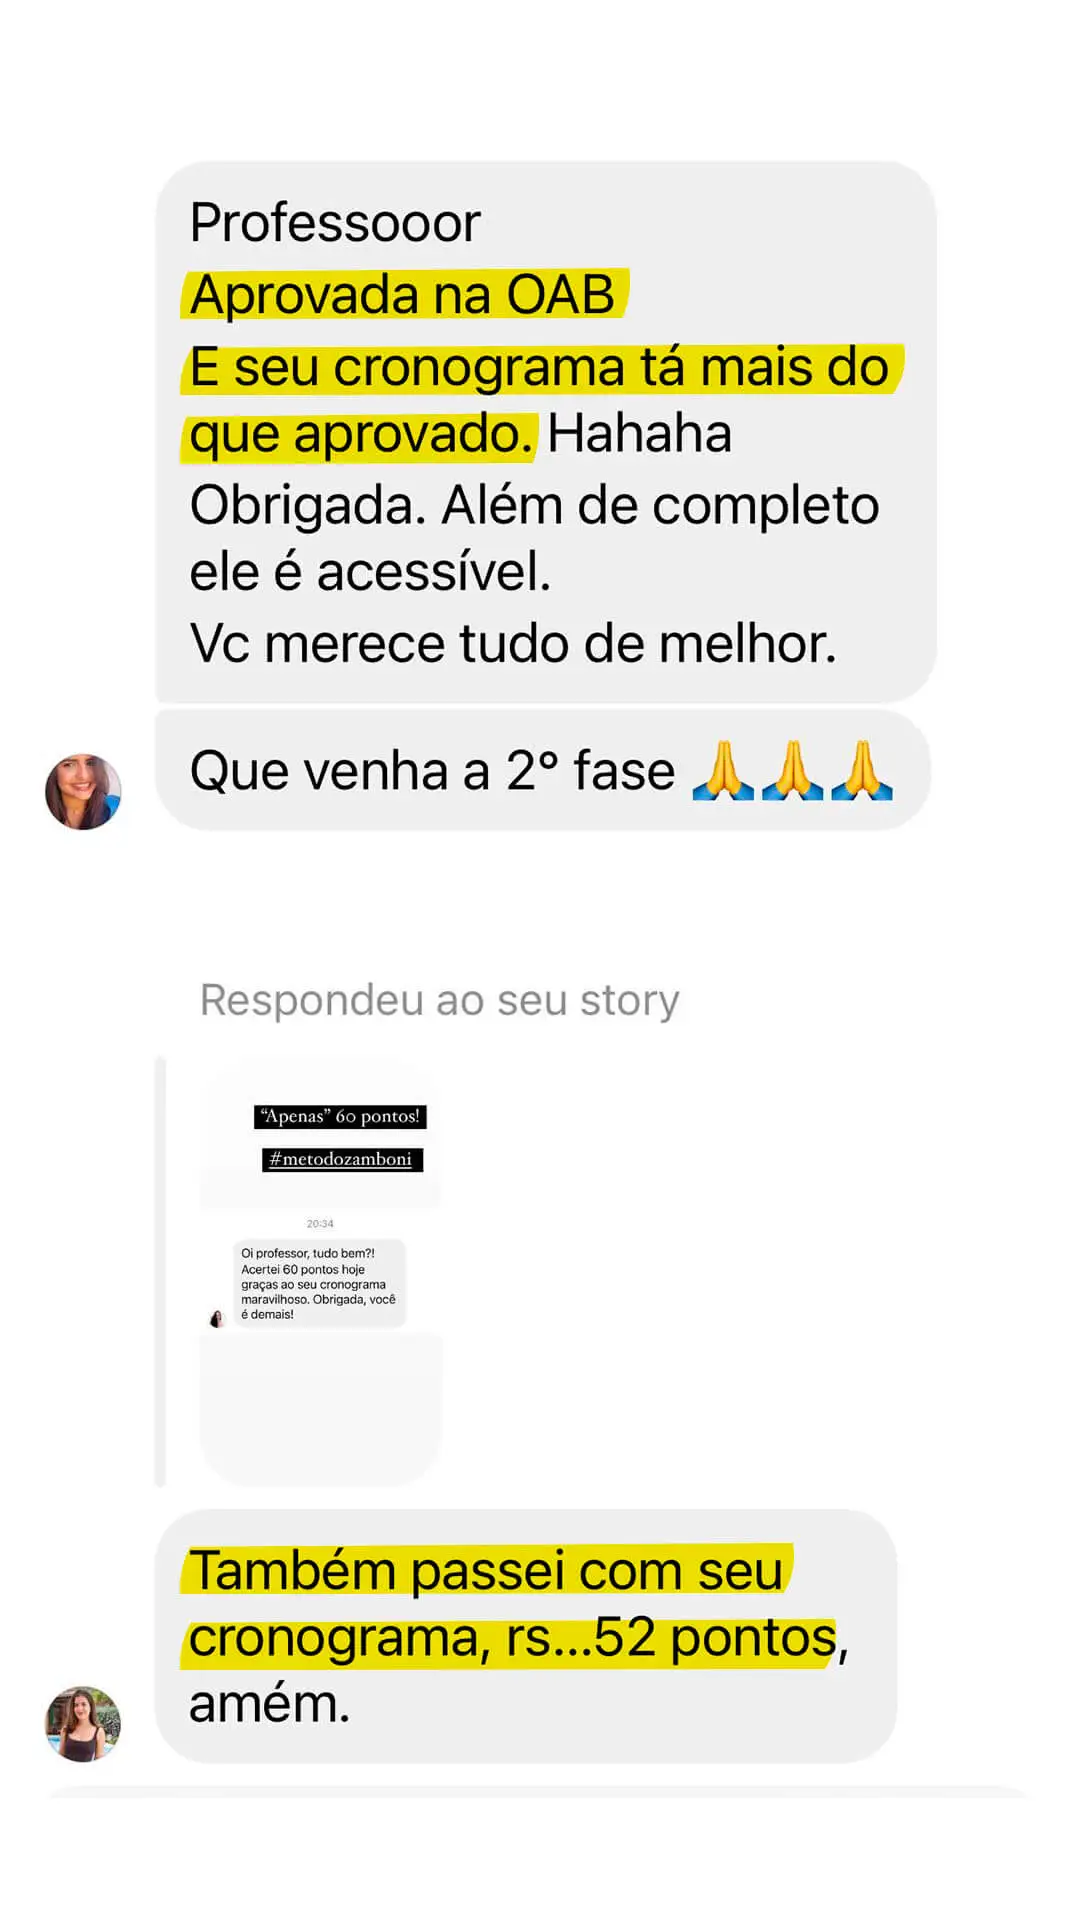 Professooor
Aprovada na OAB
E seu cronograma tá mais do
que aprovado. Hahaha
Obrigada. Além de completo
ele é acessível.
Vc merece tudo de melhor.
Que venha a 2° fase 🙏🙏🙏
Respondeu ao seu story
“Apenas” 60 pontos!
#metodozamboni
20:34
Oi professor, tudo bem?!
Acertei 60 pontos hoje
graças ao seu cronograma
maravilhoso. Obrigada, você
é demais!
Também passei com seu
cronograma, rs...52 pontos,
amém.